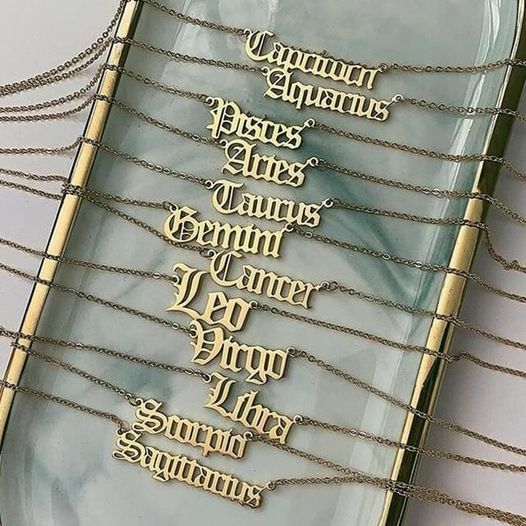 Capricorn
Aquarius
Pisces
Aries
Taurus
Gemini
Cancer
Leo
Virgo
Libra
Scorpio
Sagittarius